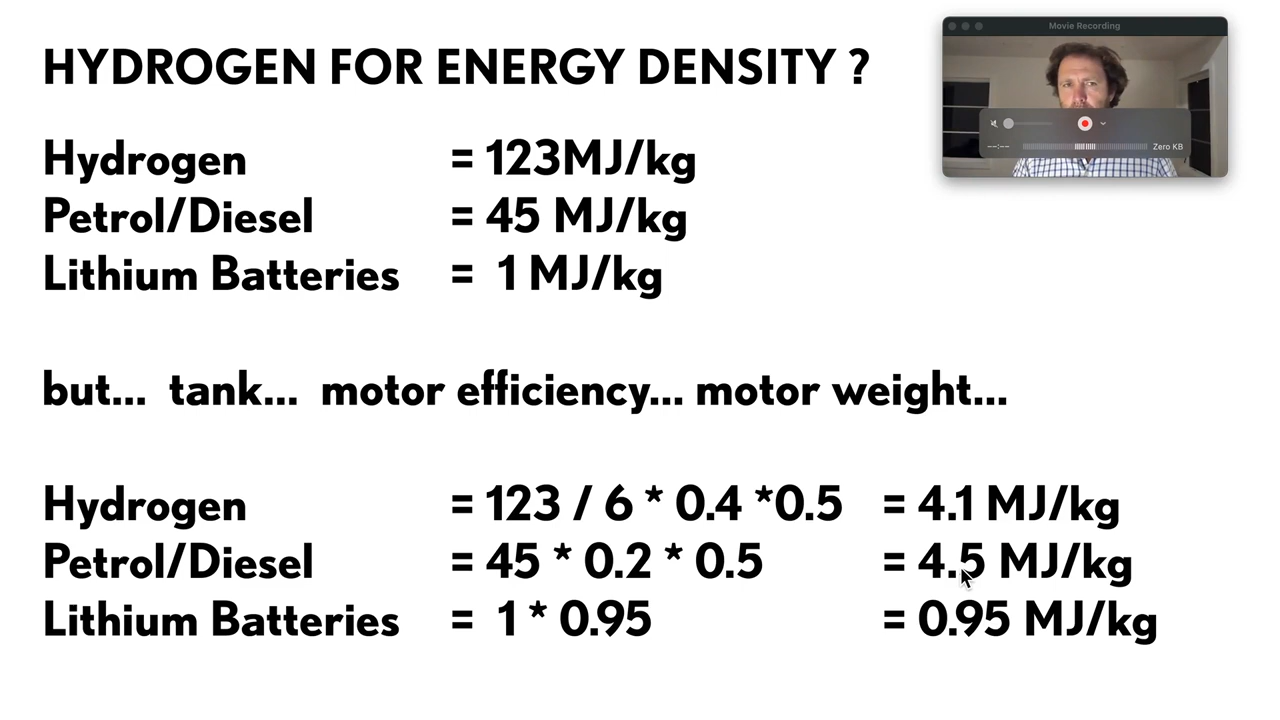 HYDROGEN FOR ENERGY DENSITY ?
Movie Recording
Hydrogen = 123MJ/kg
Petrol/Diesel = 45 MJ/kg
Lithium Batteries = 1 MJ/kg
--:--
Zero KB
but... tank... motor efficiency... motor weight...
Hydrogen = 123 / 6 * 0.4 *0.5 = 4.1 MJ/kg
Petrol/Diesel = 45 * 0.2 * 0.5 = 4.5 MJ/kg
Lithium Batteries = 1 * 0.95 = 0.95 MJ/kg